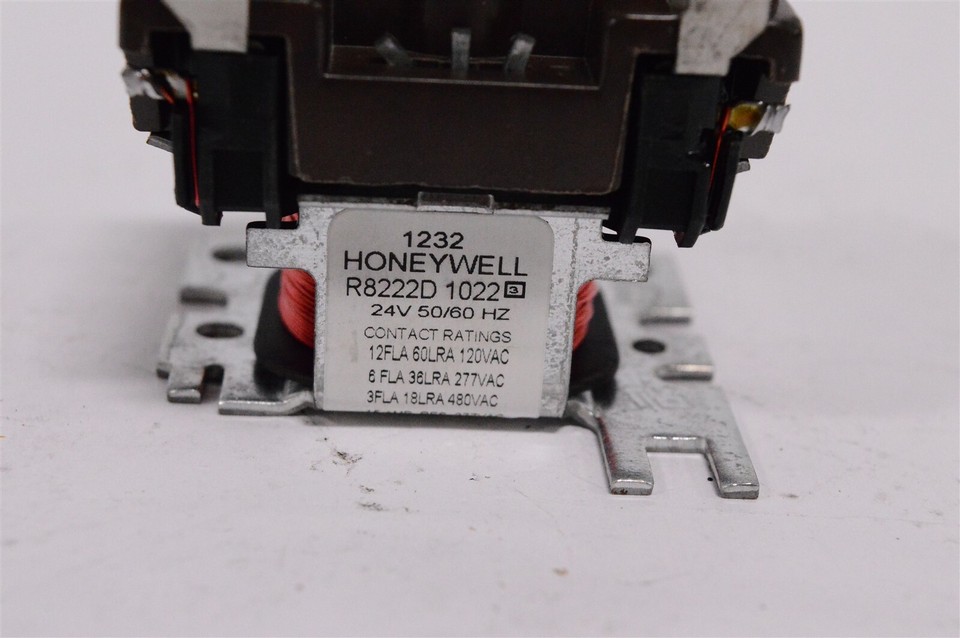 1232
HONEYWELL
R8222D 1022 3
24V 50/60 HZ
CONTACT RATINGS
12FLA 60LRA 120VAC
6 FLA 36LRA 277VAC
3FLA 18LRA 480VAC